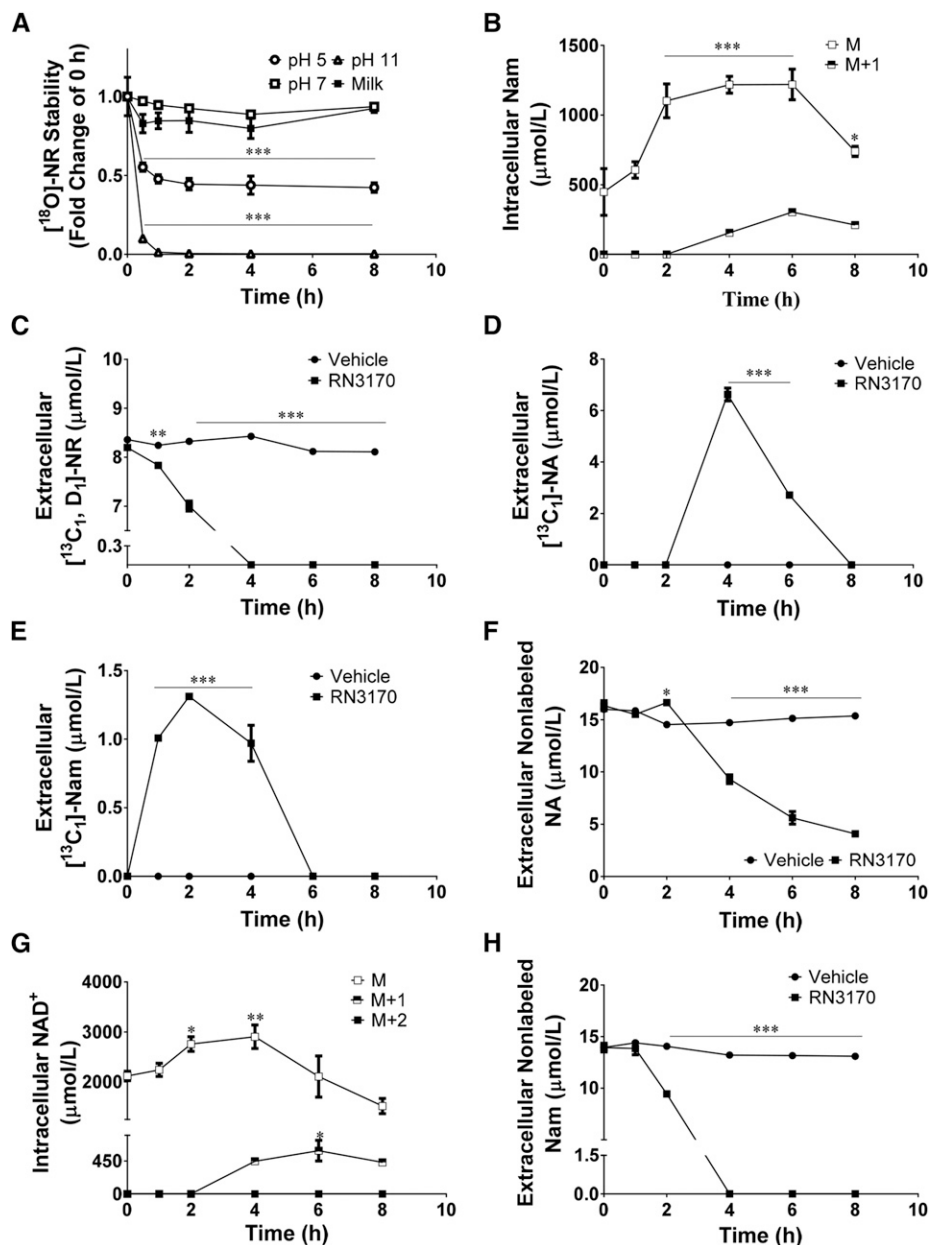 A
[¹⁸O]-NR Stability
(Fold Change of 0 h)
pH 5 pH 11
pH 7 Milk
1.0
0.5
0.0
***
***
0 2 4 6 8 10
Time (h)
B
Intracellular Nam
(μmol/L)
M
M+1
1500
1000
500
0
***
*
0 2 4 6 8 10
Time (h)
C
Extracellular
[¹³C₁, D₁]-NR (μmol/L)
Vehicle
RN3170
10
9
8
7
0.3
0.0
**
***
0 2 4 6 8 10
Time (h)
D
Extracellular
[¹³C₁]-NA (μmol/L)
Vehicle
RN3170
8
6
4
2
0
***
0 2 4 6 8 10
Time (h)
E
Extracellular
[¹³C₁]-Nam (μmol/L)
Vehicle
RN3170
1.5
1.0
0.5
0.0
***
0 2 4 6 8 10
Time (h)
F
Extracellular Nonlabeled
NA (μmol/L)
20
15
10
5
0
*
***
Vehicle RN3170
0 2 4 6 8 10
Time (h)
G
Intracellular NAD⁺
(μmol/L)
M
M+1
M+2
4000
3000
2000
450
0
*
**
*
0 2 4 6 8 10
Time (h)
H
Extracellular Nonlabeled
Nam (μmol/L)
Vehicle
RN3170
20
15
10
1.5
0.0
***
0 2 4 6 8 10
Time (h)